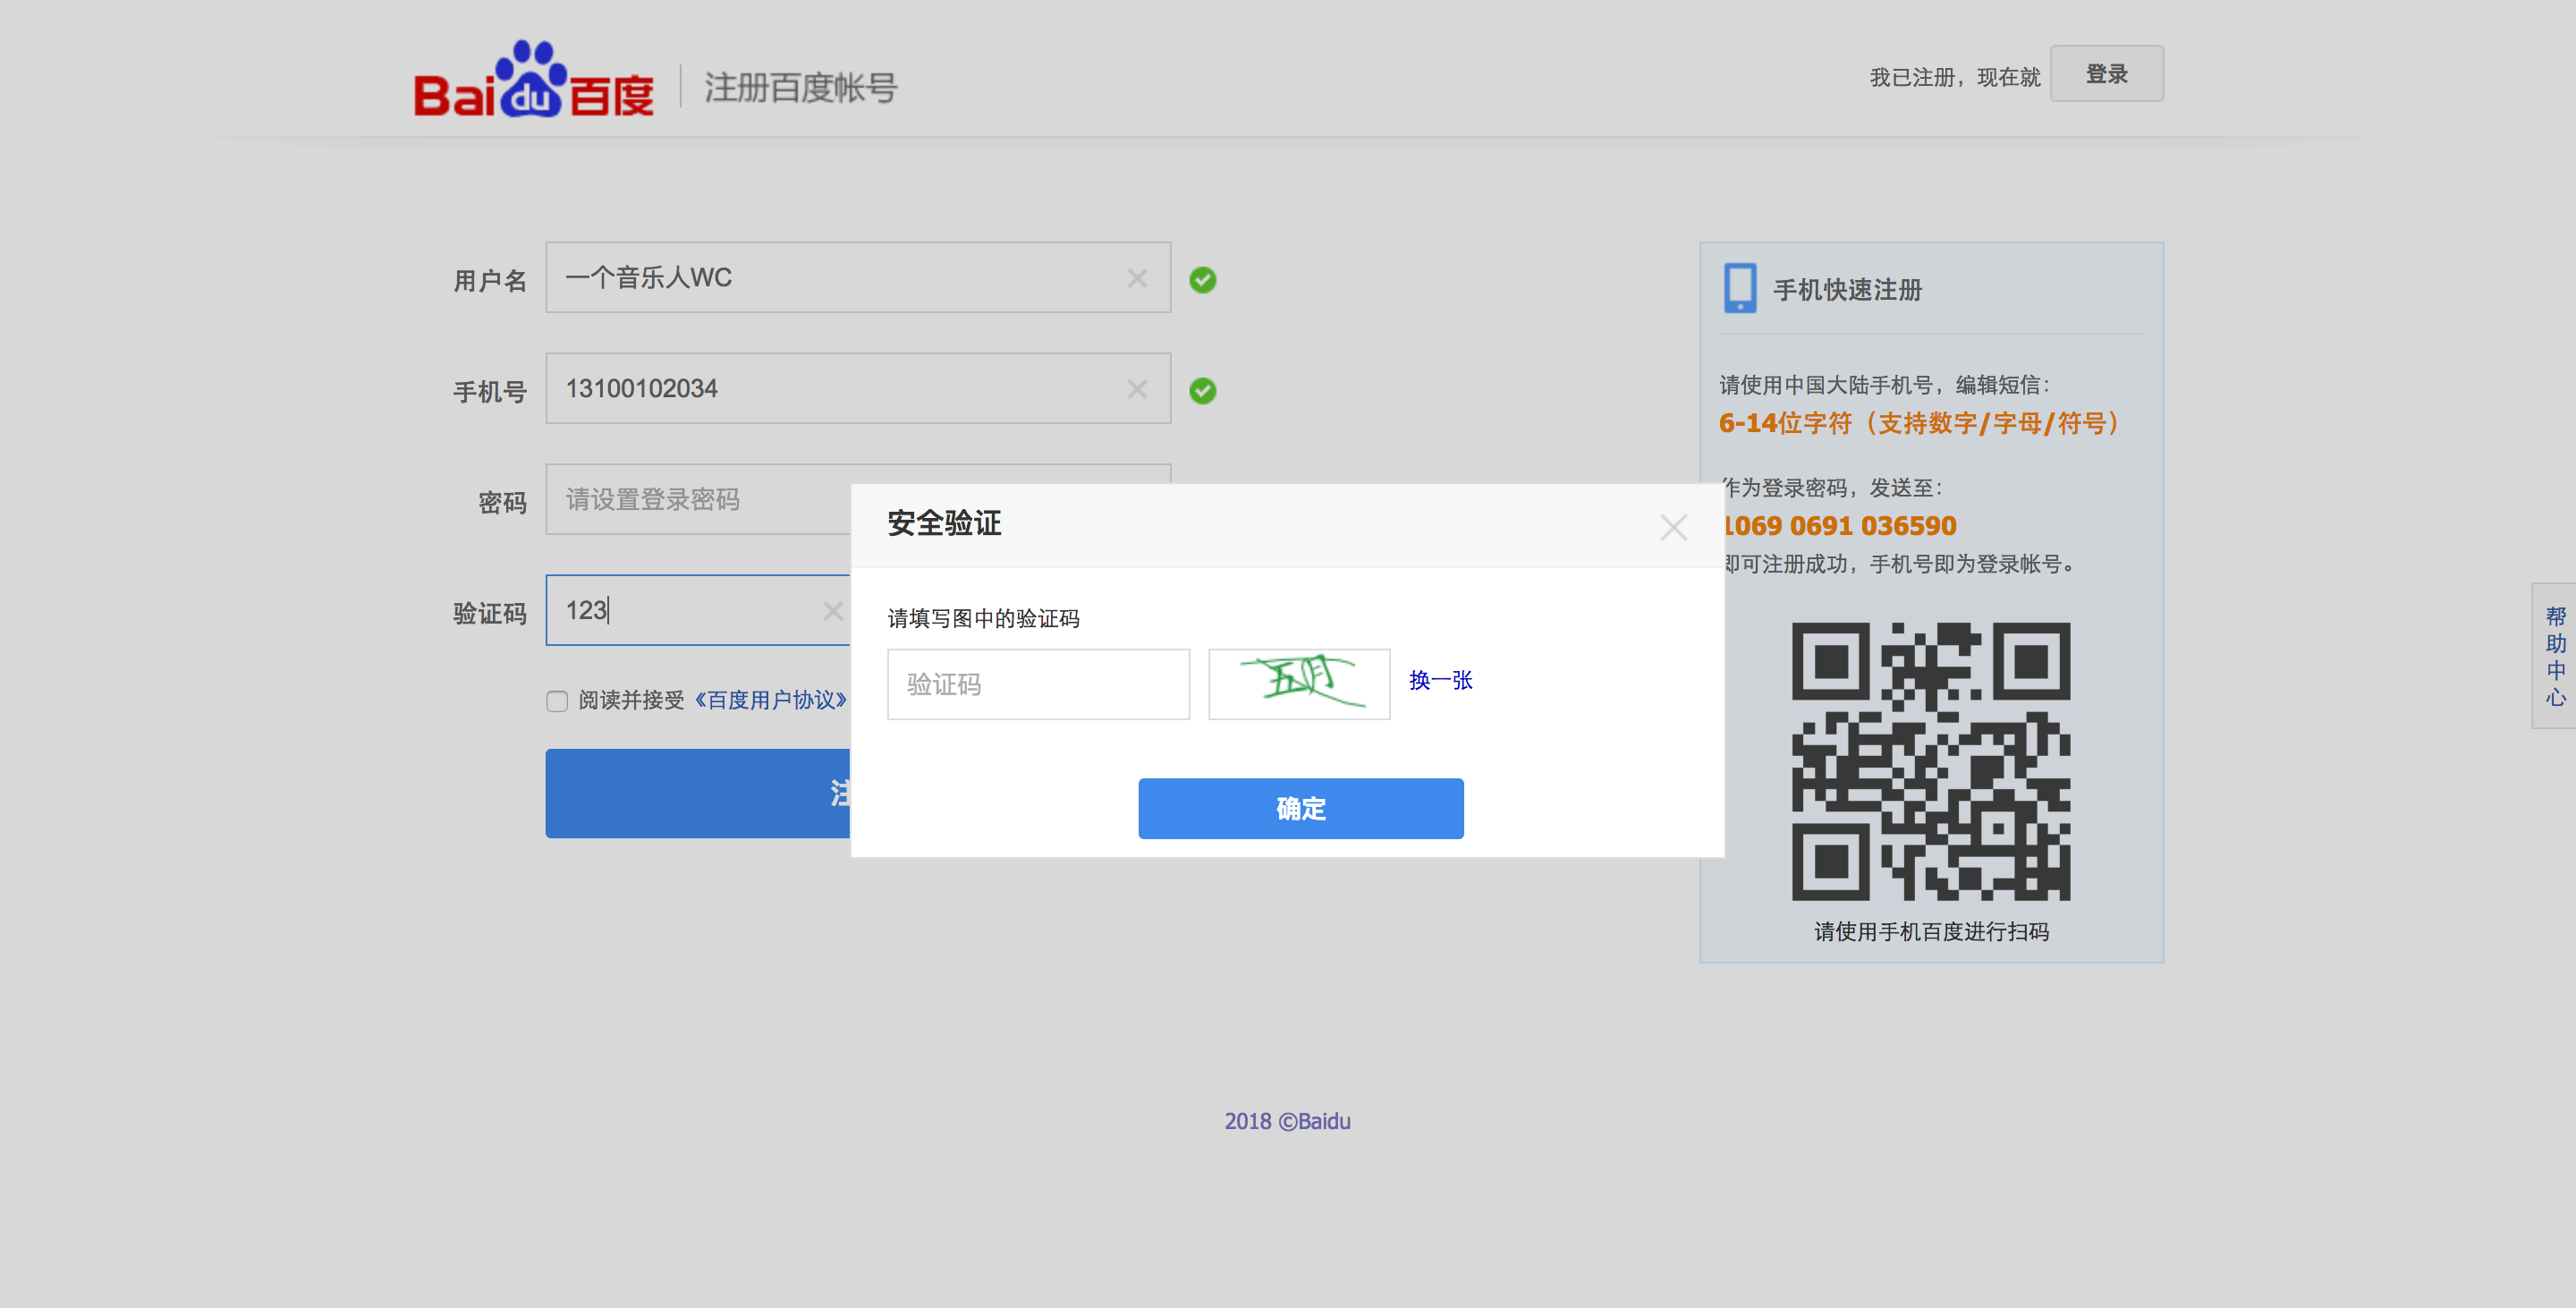 Baidu百度 注册百度帐号
我已注册，现在就 登录
用户名 一个音乐人WC
手机号 13100102034
密码 请设置登录密码
验证码 123
阅读并接受《百度用户协议》
注
安全验证
请填写图中的验证码
验证码 五月 换一张
确定
手机快速注册
请使用中国大陆手机号，编辑短信：
6-14位字符（支持数字/字母/符号）
作为登录密码，发送至：
1069 0691 036590
即可注册成功，手机号即为登录帐号。
请使用手机百度进行扫码
帮
助
中
心
2018 ©Baidu